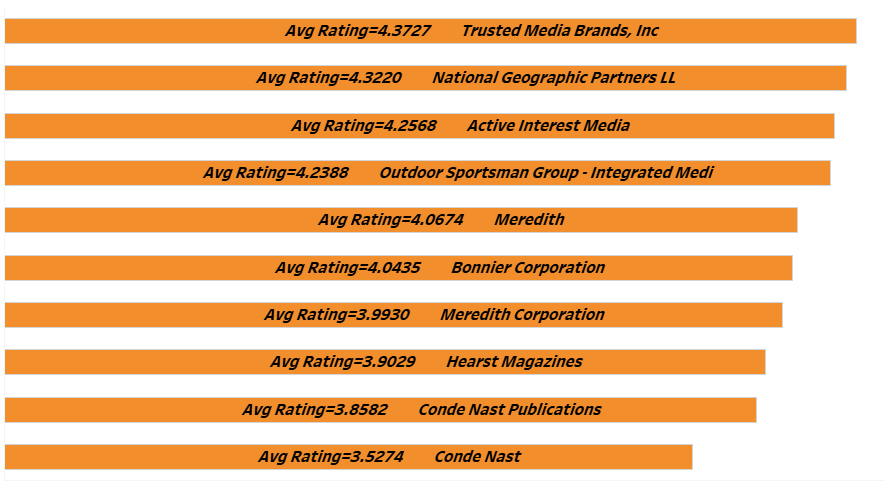 Avg Rating=4.3727 Trusted Media Brands, Inc
Avg Rating=4.3220 National Geographic Partners LL
Avg Rating=4.2568 Active Interest Media
Avg Rating=4.2388 Outdoor Sportsman Group - Integrated Medi
Avg Rating=4.0674 Meredith
Avg Rating=4.0435 Bonnier Corporation
Avg Rating=3.9930 Meredith Corporation
Avg Rating=3.9029 Hearst Magazines
Avg Rating=3.8582 Conde Nast Publications
Avg Rating=3.5274 Conde Nast